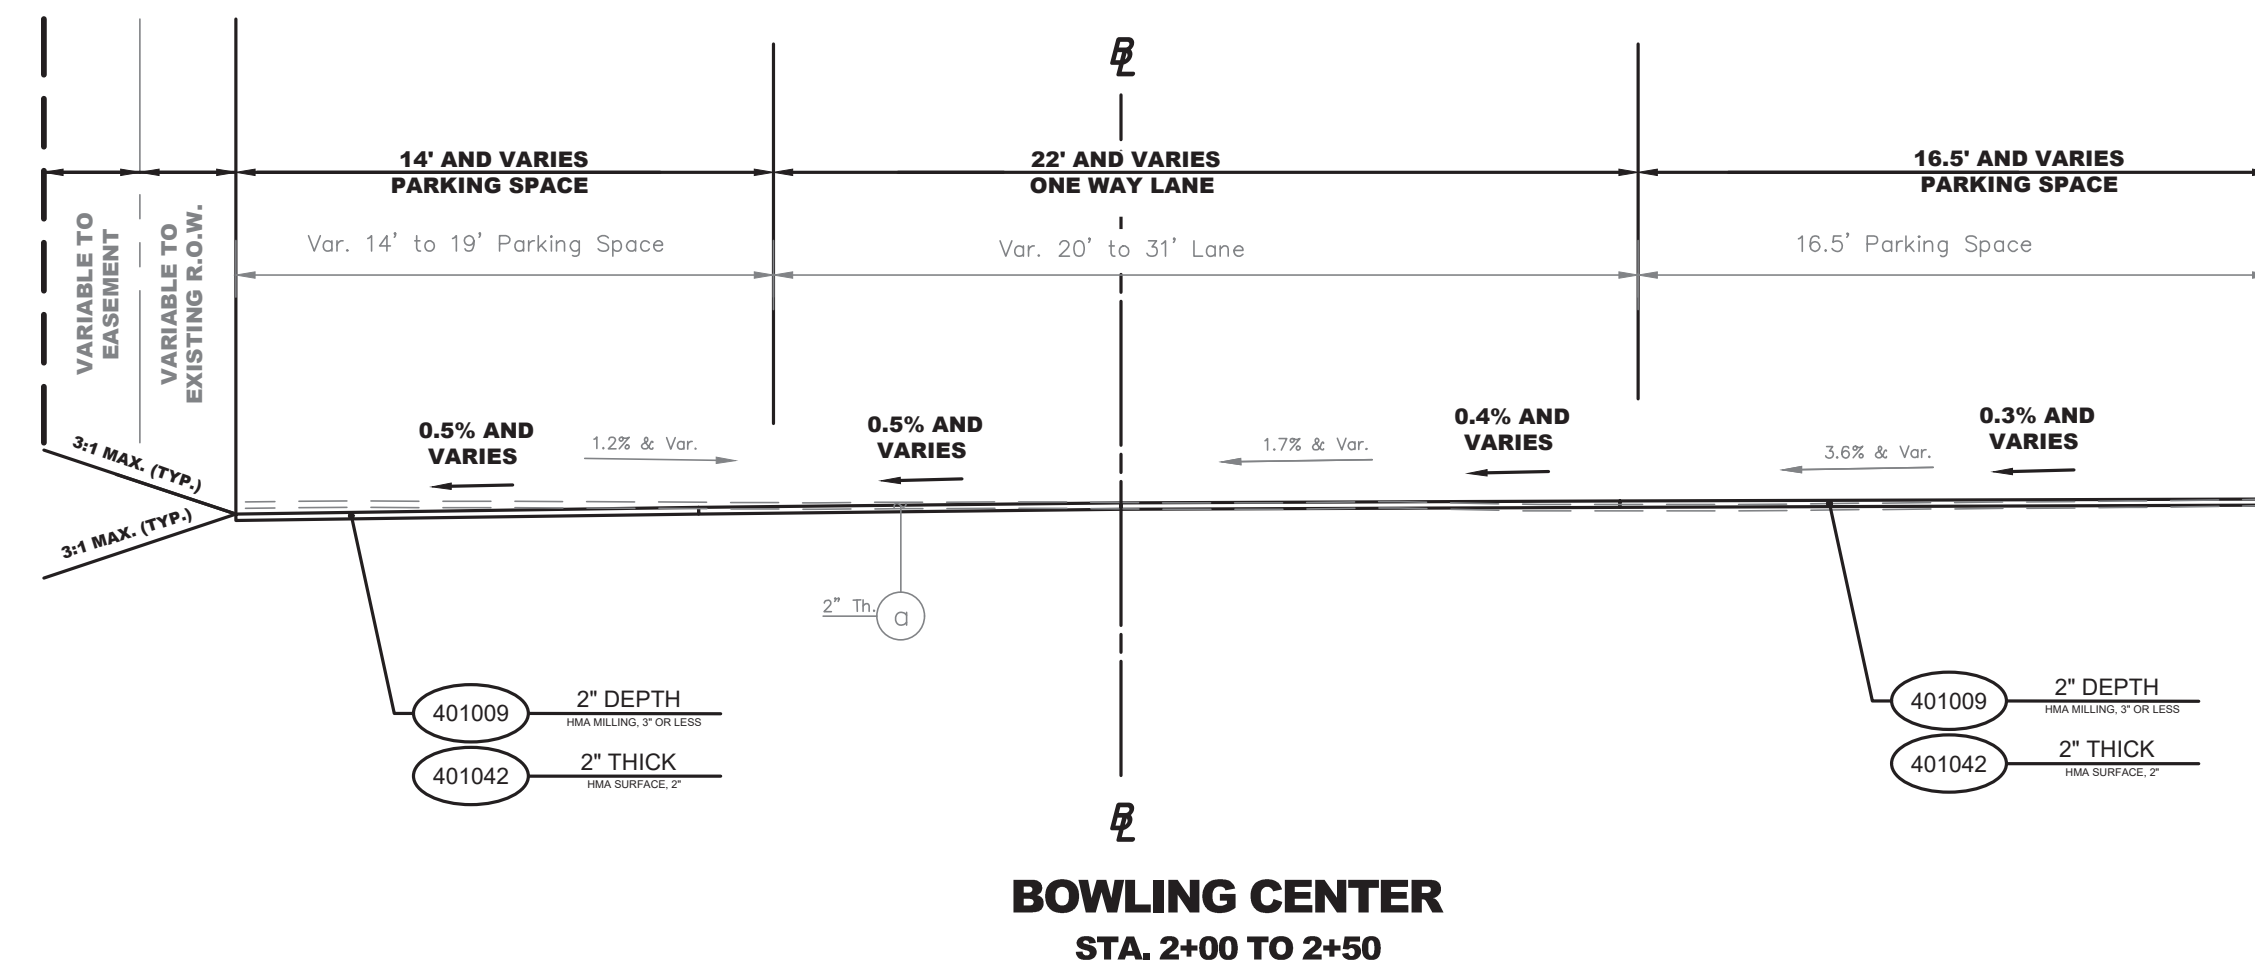 ℄
14' AND VARIES
PARKING SPACE
22' AND VARIES
ONE WAY LANE
16.5' AND VARIES
PARKING SPACE
VARIABLE TO
EASEMENT
VARIABLE TO
EXISTING R.O.W.
Var. 14' to 19' Parking Space
Var. 20' to 31' Lane
16.5' Parking Space
3:1 MAX. (TYP.)
3:1 MAX. (TYP.)
0.5% AND
VARIES
1.2% & Var.
0.5% AND
VARIES
1.7% & Var.
0.4% AND
VARIES
3.6% & Var.
0.3% AND
VARIES
2" Th.
a
401009
2" DEPTH
HMA MILLING, 3" OR LESS
401042
2" THICK
HMA SURFACE, 2"
401009
2" DEPTH
HMA MILLING, 3" OR LESS
401042
2" THICK
HMA SURFACE, 2"
BL
BOWLING CENTER
STA. 2+00 TO 2+50